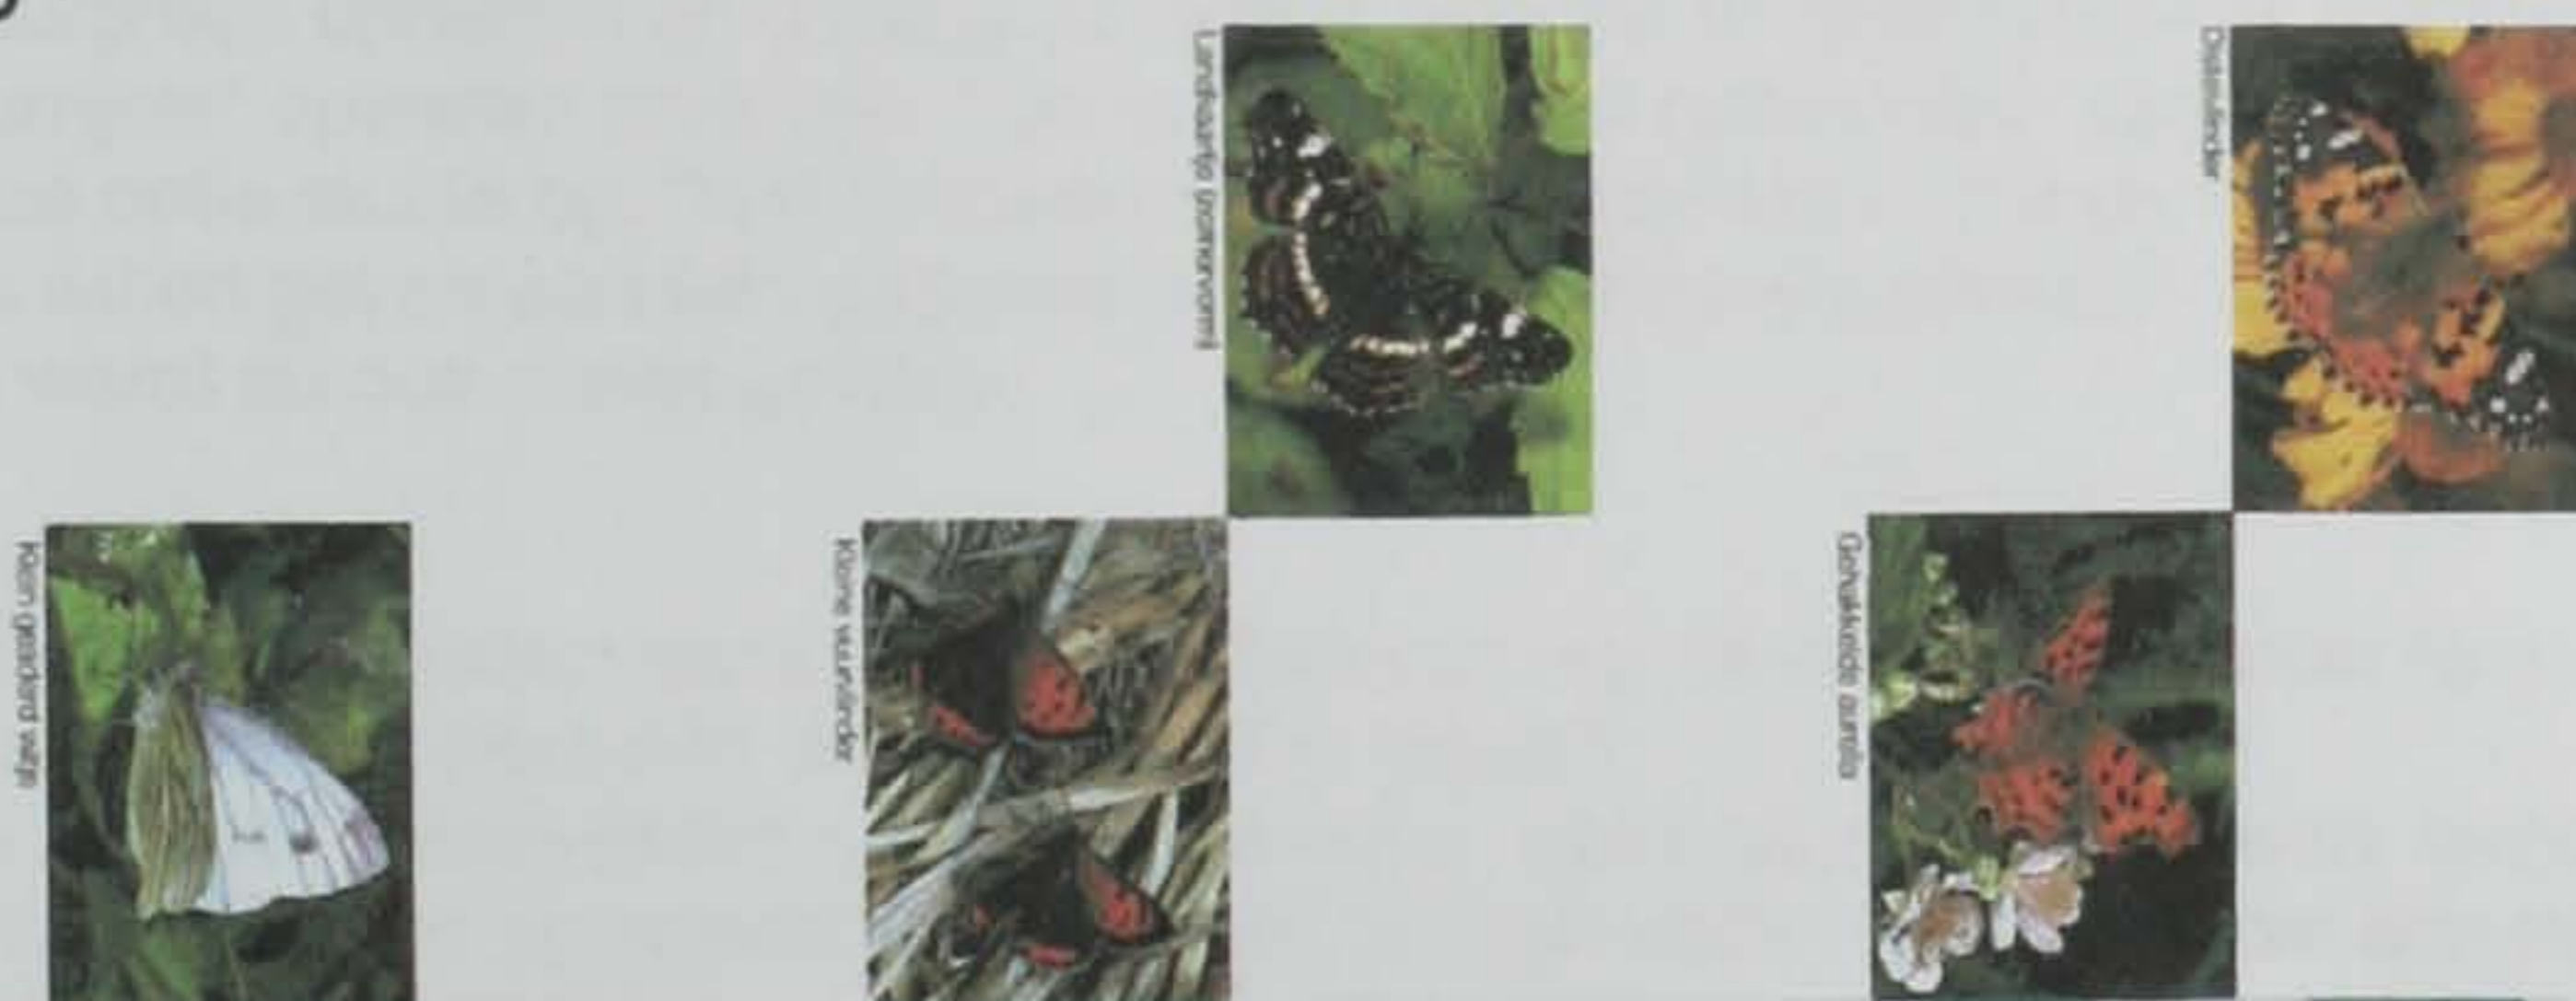 Landkaartje (zomervorm)
Distelvlinder
Klein geaderd witje
Kleine vuurvlinder
Gehakkelde aurelia